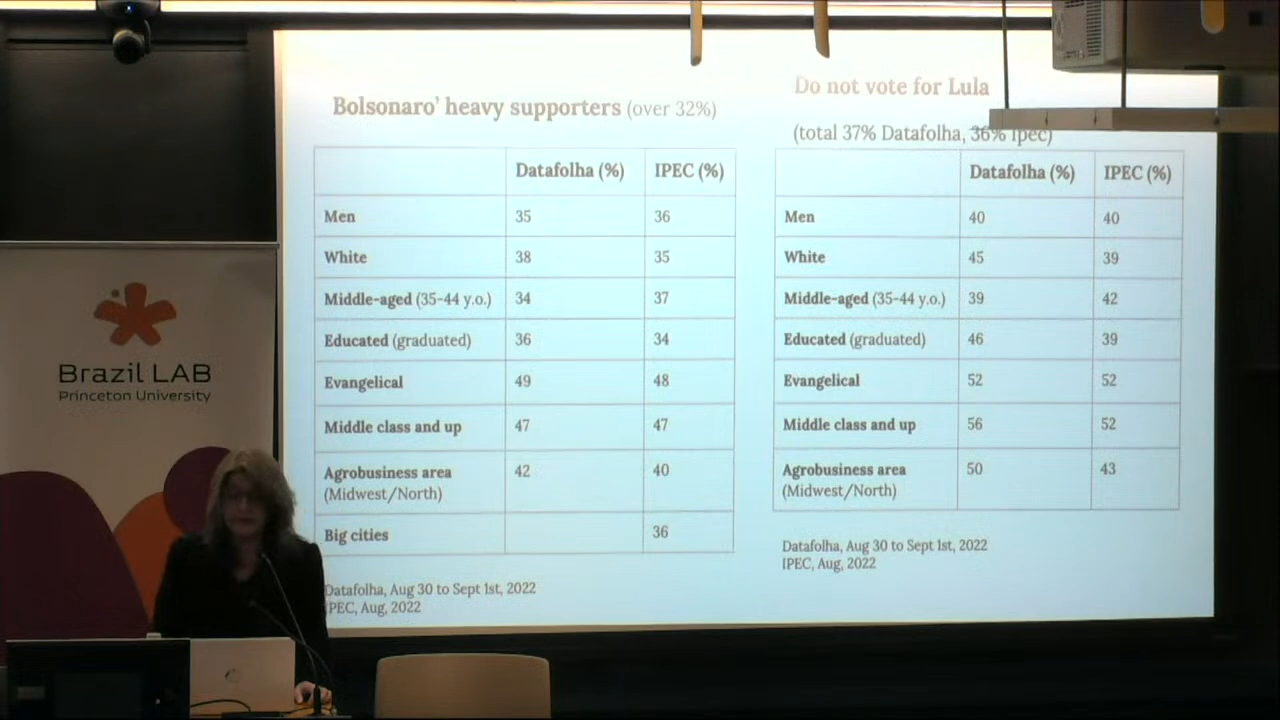 Bolsonaro' heavy supporters (over 32%)
Datafolha (%) IPEC (%)
Men 35 36
White 38 35
Middle-aged (35-44 y.o.) 34 37
Educated (graduated) 36 34
Evangelical 49 48
Middle class and up 47 47
Agrobusiness area 42 40
(Midwest/North)
Big cities 36
Datafolha, Aug 30 to Sept 1st, 2022
IPEC, Aug, 2022
Do not vote for Lula
(total 37% Datafolha, 36% Ipec)
Datafolha (%) IPEC (%)
Men 40 40
White 45 39
Middle-aged (35-44 y.o.) 39 42
Educated (graduated) 46 39
Evangelical 52 52
Middle class and up 56 52
Agrobusiness area 50 43
(Midwest/North)
Datafolha, Aug 30 to Sept 1st, 2022
IPEC, Aug, 2022
Brazil LAB
Princeton University